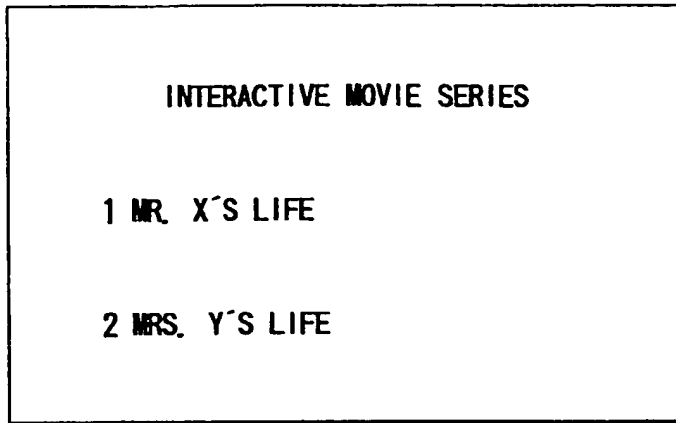 INTERACTIVE MOVIE SERIES
1 MR. X´S LIFE
2 MRS. Y´S LIFE